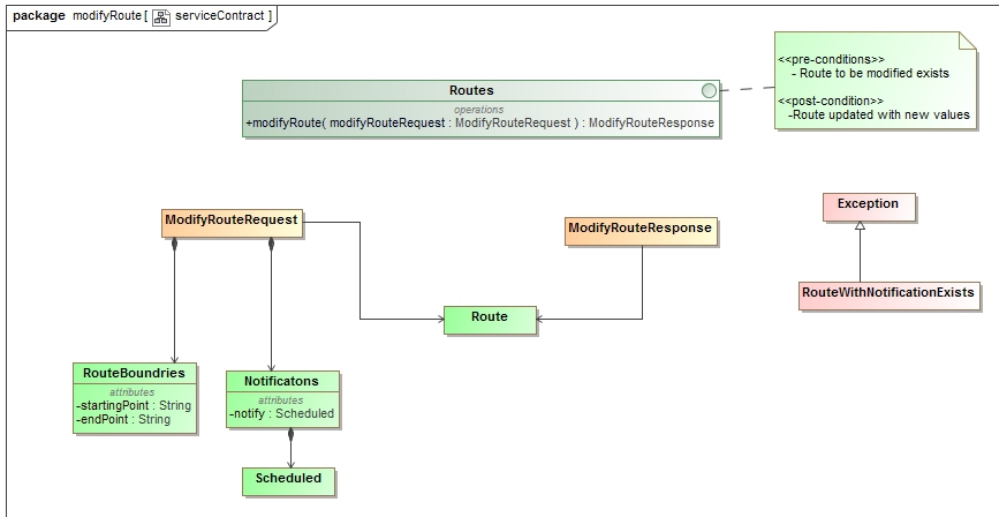 package modifyRoute [ serviceContract ]
<<pre-conditions>>
- Route to be modified exists
<<post-condition>>
-Route updated with new values
Routes
operations
+modifyRoute( modifyRouteRequest : ModifyRouteRequest ) : ModifyRouteResponse
ModifyRouteRequest
ModifyRouteResponse
Exception
RouteWithNotificationExists
Route
RouteBoundries
attributes
-startingPoint : String
-endPoint : String
Notificatons
attributes
-notify : Scheduled
Scheduled